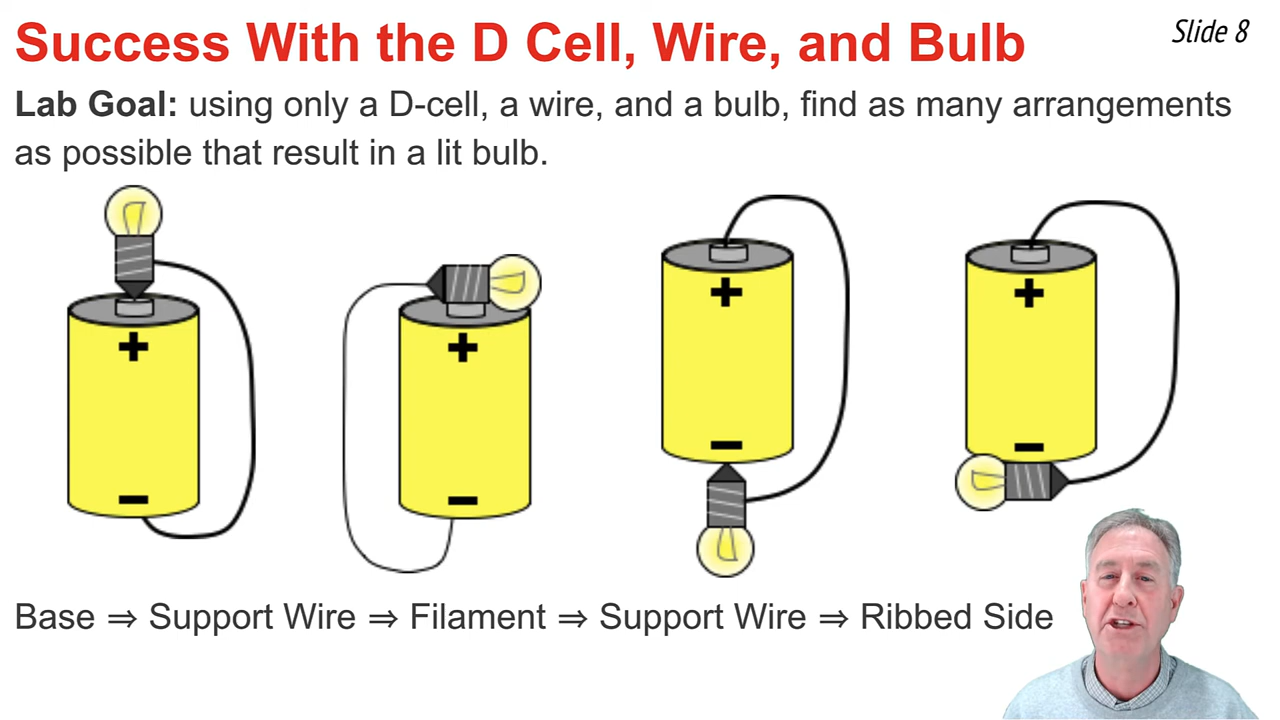 Success With the D Cell, Wire, and Bulb
Slide 8
Lab Goal: using only a D-cell, a wire, and a bulb, find as many arrangements
as possible that result in a lit bulb.
+
+
+
+
−
−
−
−
Base ⇒ Support Wire ⇒ Filament ⇒ Support Wire ⇒ Ribbed Side